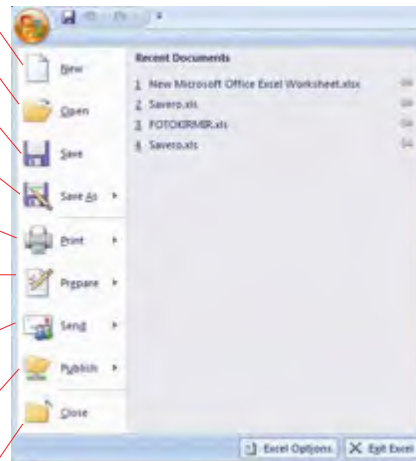 New
Open
Save
Save As
Print
Prepare
Send
Publish
Close
Recent Documents
1 New Microsoft Office Excel Worksheet.xlsx
2 Savero.xls
3 FOTOKIRMIR.xls
4 Savero.xls
Excel Options
Exit Excel